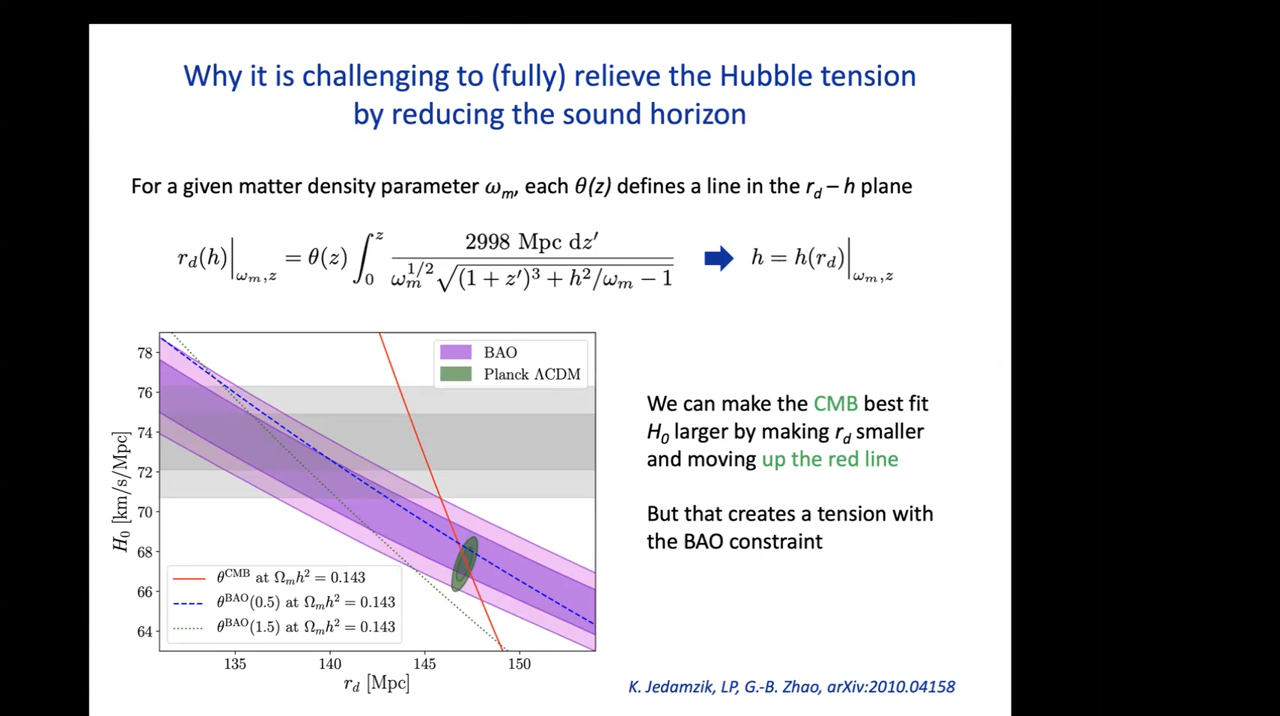 Why it is challenging to (fully) relieve the Hubble tension
by reducing the sound horizon
For a given matter density parameter ωm, each θ(z) defines a line in the rd – h plane
rd(h)|ωm,z = θ(z) ∫₀ᶻ 2998 Mpc dz′ / ωm^1/2 √((1 + z′)³ + h²/ωm − 1) ➡ h = h(rd)|ωm,z
BAO
Planck ΛCDM
78
76
74
72
70
68
66
64
H0 [km/s/Mpc]
θCMB at Ωmh² = 0.143
θBAO(0.5) at Ωmh² = 0.143
θBAO(1.5) at Ωmh² = 0.143
135 140 145 150
rd [Mpc]
We can make the CMB best fit
H0 larger by making rd smaller
and moving up the red line
But that creates a tension with
the BAO constraint
K. Jedamzik, LP, G.-B. Zhao, arXiv:2010.04158